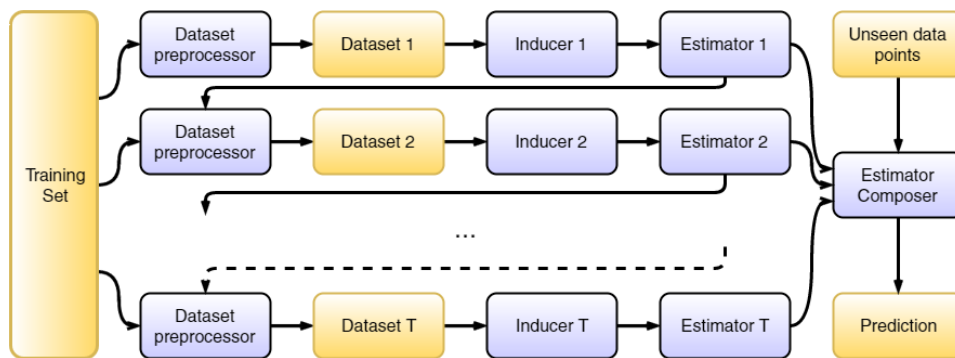 Training
Set
Dataset
preprocessor
Dataset 1
Inducer 1
Estimator 1
Unseen data
points
Dataset
preprocessor
Dataset 2
Inducer 2
Estimator 2
Estimator
Composer
...
Dataset
preprocessor
Dataset T
Inducer T
Estimator T
Prediction